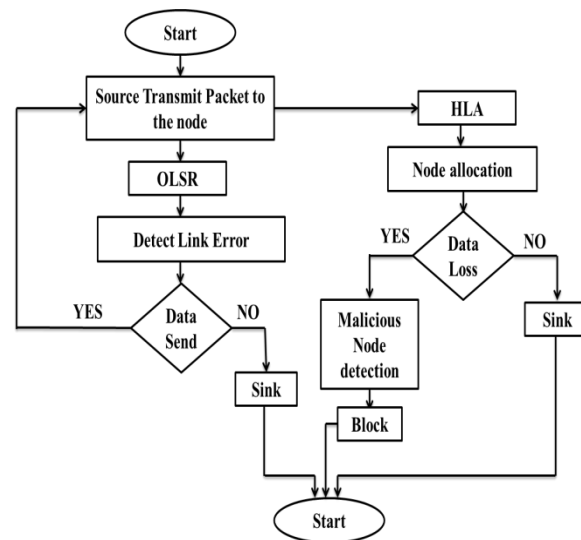 Start
Source Transmit Packet to
the node
HLA
OLSR
Node allocation
Detect Link Error
YES
Data
Loss
NO
YES
Data
Send
NO
Malicious
Node
detection
Sink
Sink
Block
Start